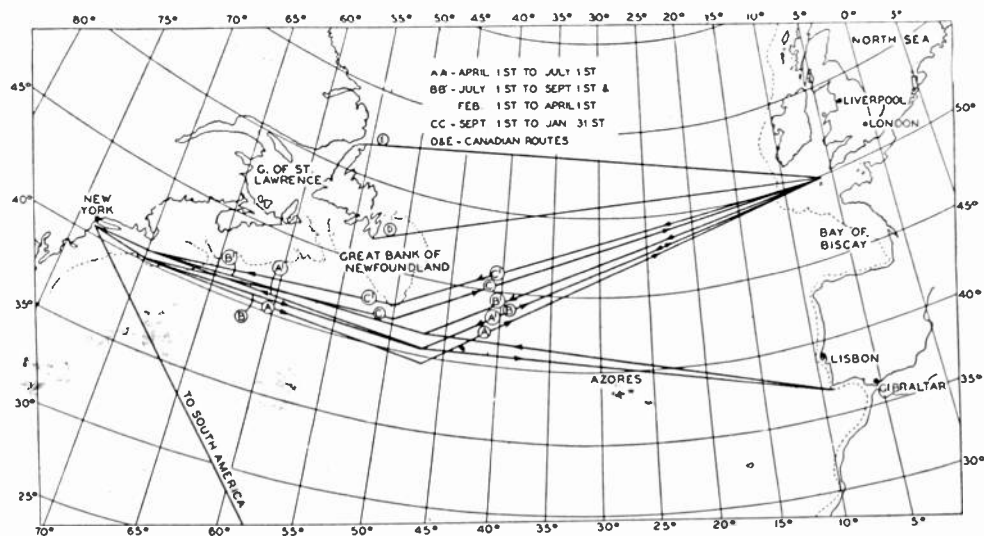 80° 75° 70° 65° 60° 55° 50° 45° 40° 35° 30° 25° 20° 15° 10° 5° 0° 5°
NORTH SEA
AA - APRIL 1ST TO JULY 1ST
BB - JULY 1ST TO SEPT 1ST &
FEB. 1ST TO APRIL 1ST
CC - SEPT 1ST TO JAN 31ST
D&E - CANADIAN ROUTES
45°
50°
LIVERPOOL
LONDON
E
G. OF ST.
LAWRENCE
40°
NEW
YORK
45°
D
BAY OF
BISCAY
GREAT BANK OF
NEWFOUNDLAND
B'
A'
C'
C
C'
C
B
A
B'
B
A'
A
35°
40°
LISBON
GIBRALTAR
35°
AZORES
30°
TO SOUTH AMERICA
30°
25°
70° 65° 60° 55° 50° 45° 40° 35° 30° 25° 20° 15° 10° 5°